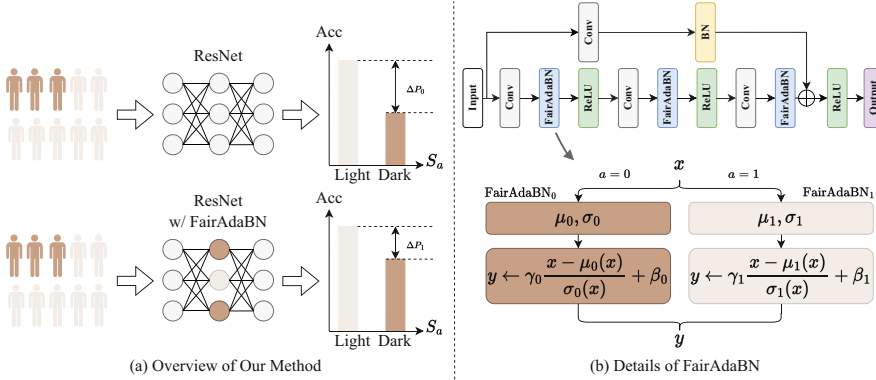 ResNet
Acc
ΔP₀
Light Dark
Sₐ
ResNet
w/ FairAdaBN
Acc
ΔP₁
Light Dark
Sₐ
(a) Overview of Our Method
Conv
BN
Input
Conv
FairAdaBN
ReLU
Conv
FairAdaBN
ReLU
Conv
FairAdaBN
ReLU
Output
x
a = 0
a = 1
FairAdaBN₀
FairAdaBN₁
μ₀, σ₀
μ₁, σ₁
y ← γ₀ (x − μ₀(x)) / σ₀(x) + β₀
y ← γ₁ (x − μ₁(x)) / σ₁(x) + β₁
y
(b) Details of FairAdaBN